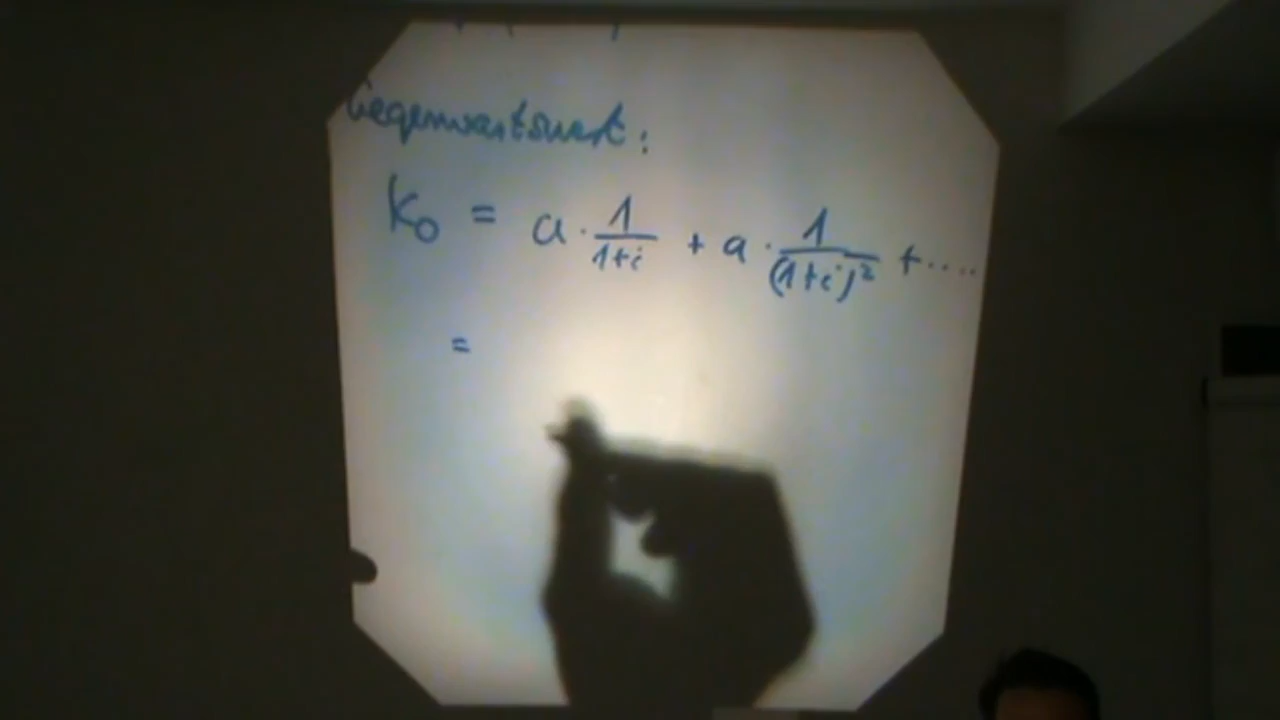 Gegenwartswert:
K₀ = a · 1/(1+i) + a · 1/(1+i)² + ....
=